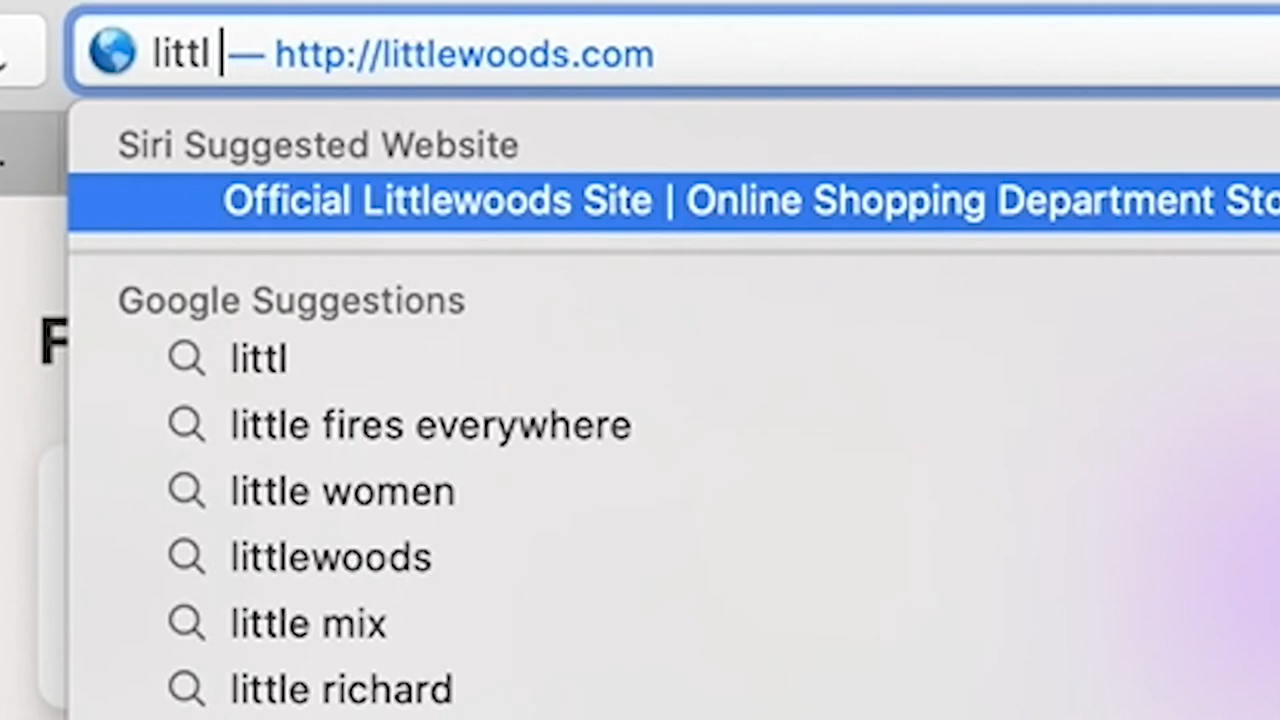 littl — http://littlewoods.com
Siri Suggested Website
Official Littlewoods Site | Online Shopping Department Sto
Google Suggestions
littl
little fires everywhere
little women
littlewoods
little mix
little richard